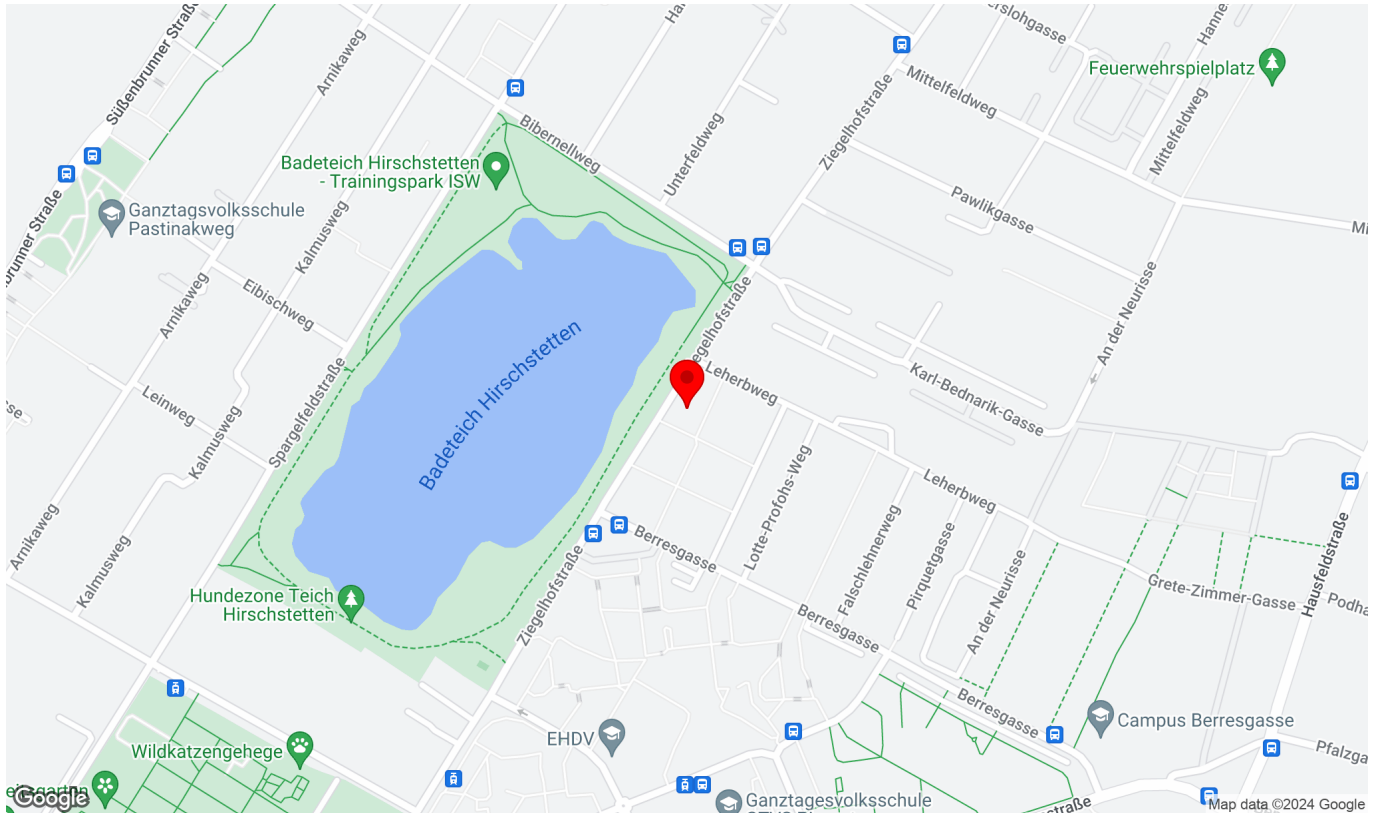 Süßenbrunner Straße
Arnikaweg
Mittelfeldweg
Feuerwehrspielplatz
Mittelfeldweg
Bibernellweg
Unterfeldweg
Ziegelhofstraße
Badeteich Hirschstetten
- Trainingspark ISW
Ganztagsvolksschule
Pastinakweg
Kalmusweg
Pawlikgasse
Arnikaweg
Eibischweg
An der Neurisse
Badeteich Hirschstetten
Leherbweg
Karl-Bednarik-Gasse
Leinweg
Spargelfeldstraße
Kalmusweg
Lotte-Profohs-Weg
Leherbweg
Falschlehnerweg
Pirquetgasse
An der Neurisse
Hausfeldstraße
Arnikaweg
Kalmusweg
Berresgasse
Ziegelhofstraße
Grete-Zimmer-Gasse
Hundezone Teich
Hirschstetten
Berresgasse
Berresgasse
Campus Berresgasse
EHDV
Wildkatzengehege
Ganztagesvolksschule
Google
Map data ©2024 Google